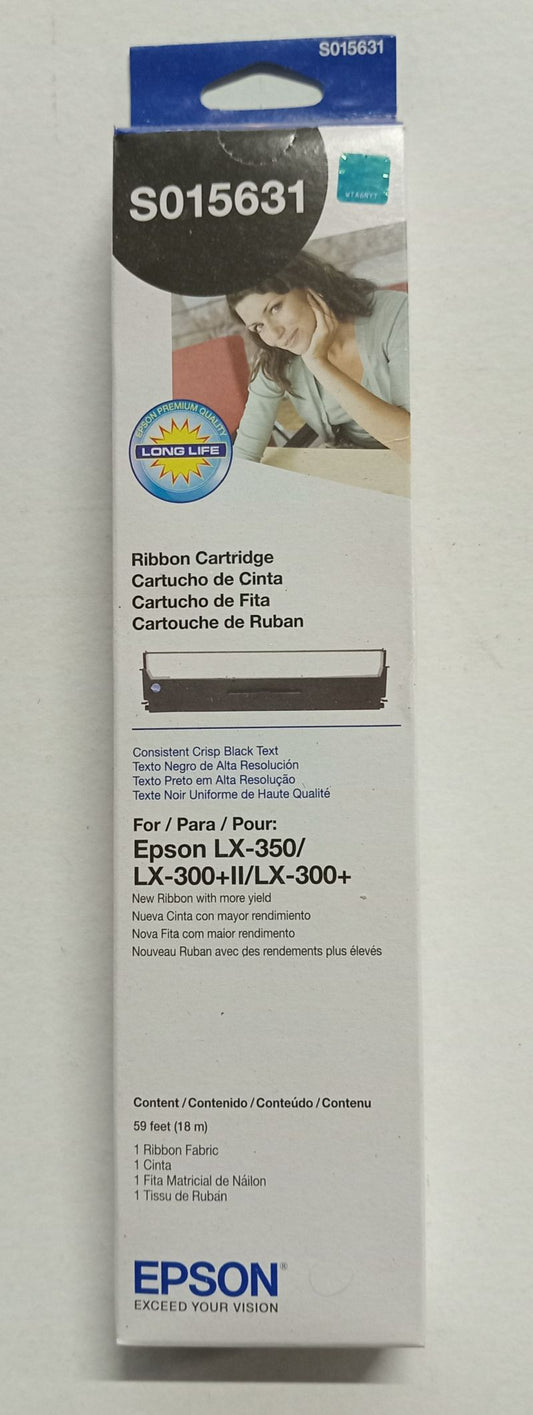 S015631
S015631
EPSON PREMIUM QUALITY
LONG LIFE
Ribbon Cartridge
Cartucho de Cinta
Cartucho de Fita
Cartouche de Ruban
Consistent Crisp Black Text
Texto Negro de Alta Resolución
Texto Preto em Alta Resolução
Texte Noir Uniforme de Haute Qualité
For / Para / Pour:
Epson LX-350/
LX-300+II/LX-300+
New Ribbon with more yield
Nueva Cinta con mayor rendimiento
Nova Fita com maior rendimento
Nouveau Ruban avec des rendements plus élevés
Content / Contenido / Conteúdo / Contenu
59 feet (18 m)
1 Ribbon Fabric
1 Cinta
1 Fita Matricial de Náilon
1 Tissu de Ruban
EPSON®
EXCEED YOUR VISION